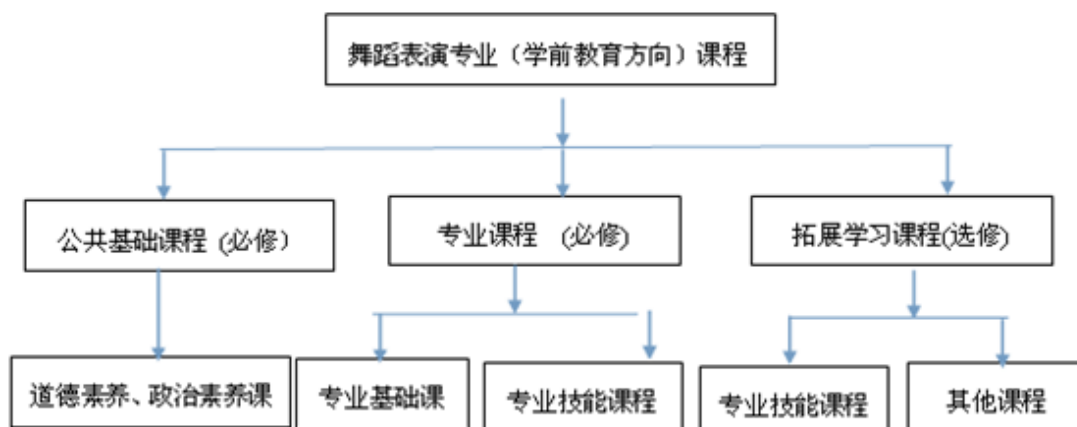 舞蹈表演专业（学前教育方向）课程
公共基础课程 (必修）
专业课程 (必修)
拓展学习课程(选修)
道德素养、政治素养课
专业基础课
专业技能课程
专业技能课程
其他课程